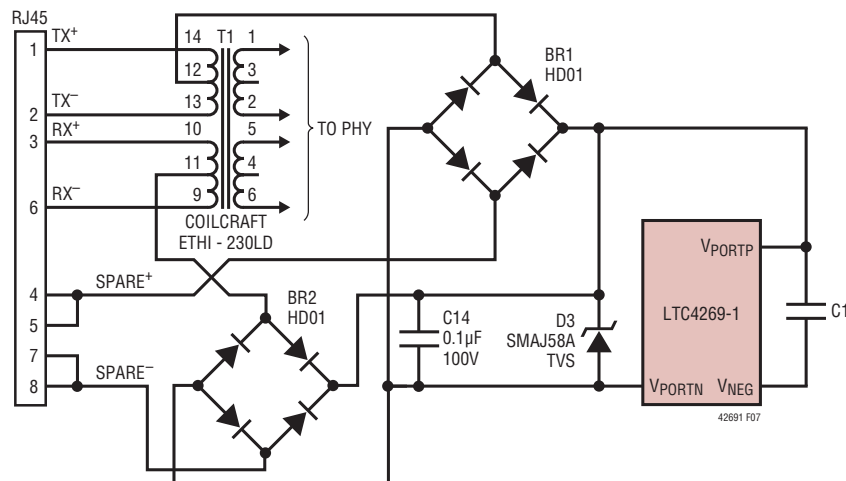 RJ45
1
TX+
2
TX−
3
RX+
6
RX−
4
SPARE+
5
7
8
SPARE−
14
T1
1
12
3
13
2
10
5
11
4
9
6
TO PHY
COILCRAFT
ETHI - 230LD
BR1
HD01
BR2
HD01
C14
0.1µF
100V
D3
SMAJ58A
TVS
VPORTP
LTC4269-1
VPORTN
VNEG
C1
42691 F07